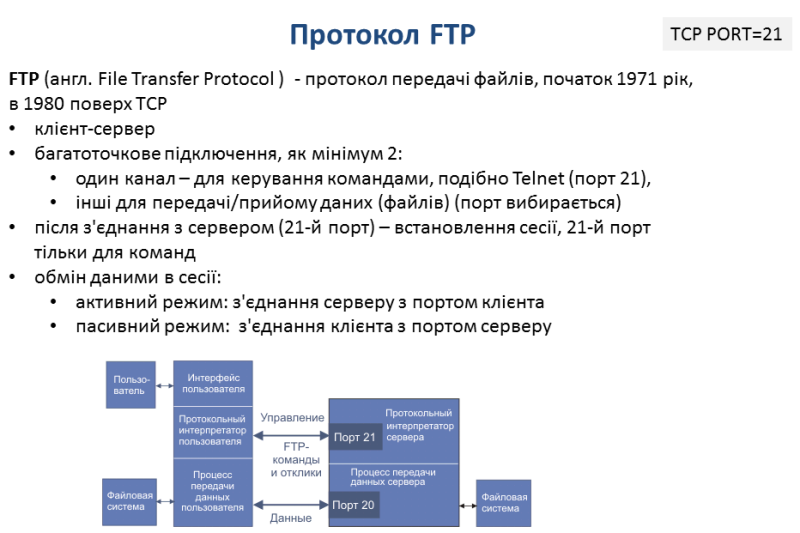 Протокол FTP
TCP PORT=21
FTP (англ. File Transfer Protocol ) - протокол передачі файлів, початок 1971 рік,
в 1980 поверх TCP
• клієнт-сервер
• багатоточкове підключення, як мінімум 2:
• один канал – для керування командами, подібно Telnet (порт 21),
• інші для передачі/прийому даних (файлів) (порт вибирається)
• після з'єднання з сервером (21-й порт) – встановлення сесії, 21-й порт
тільки для команд
• обмін даними в сесії:
• активний режим: з'єднання серверу з портом клієнта
• пасивний режим: з'єднання клієнта з портом серверу
Пользо-
ватель
Интерфейс
пользователя
Протокольный
интерпретатор
пользователя
Управление
FTP-
команды
и отклики
Порт 21
Протокольный
интерпретатор
сервера
Файловая
система
Процесс
передачи
данных
пользователя
Данные
Процесс передачи
данных сервера
Порт 20
Файловая
система